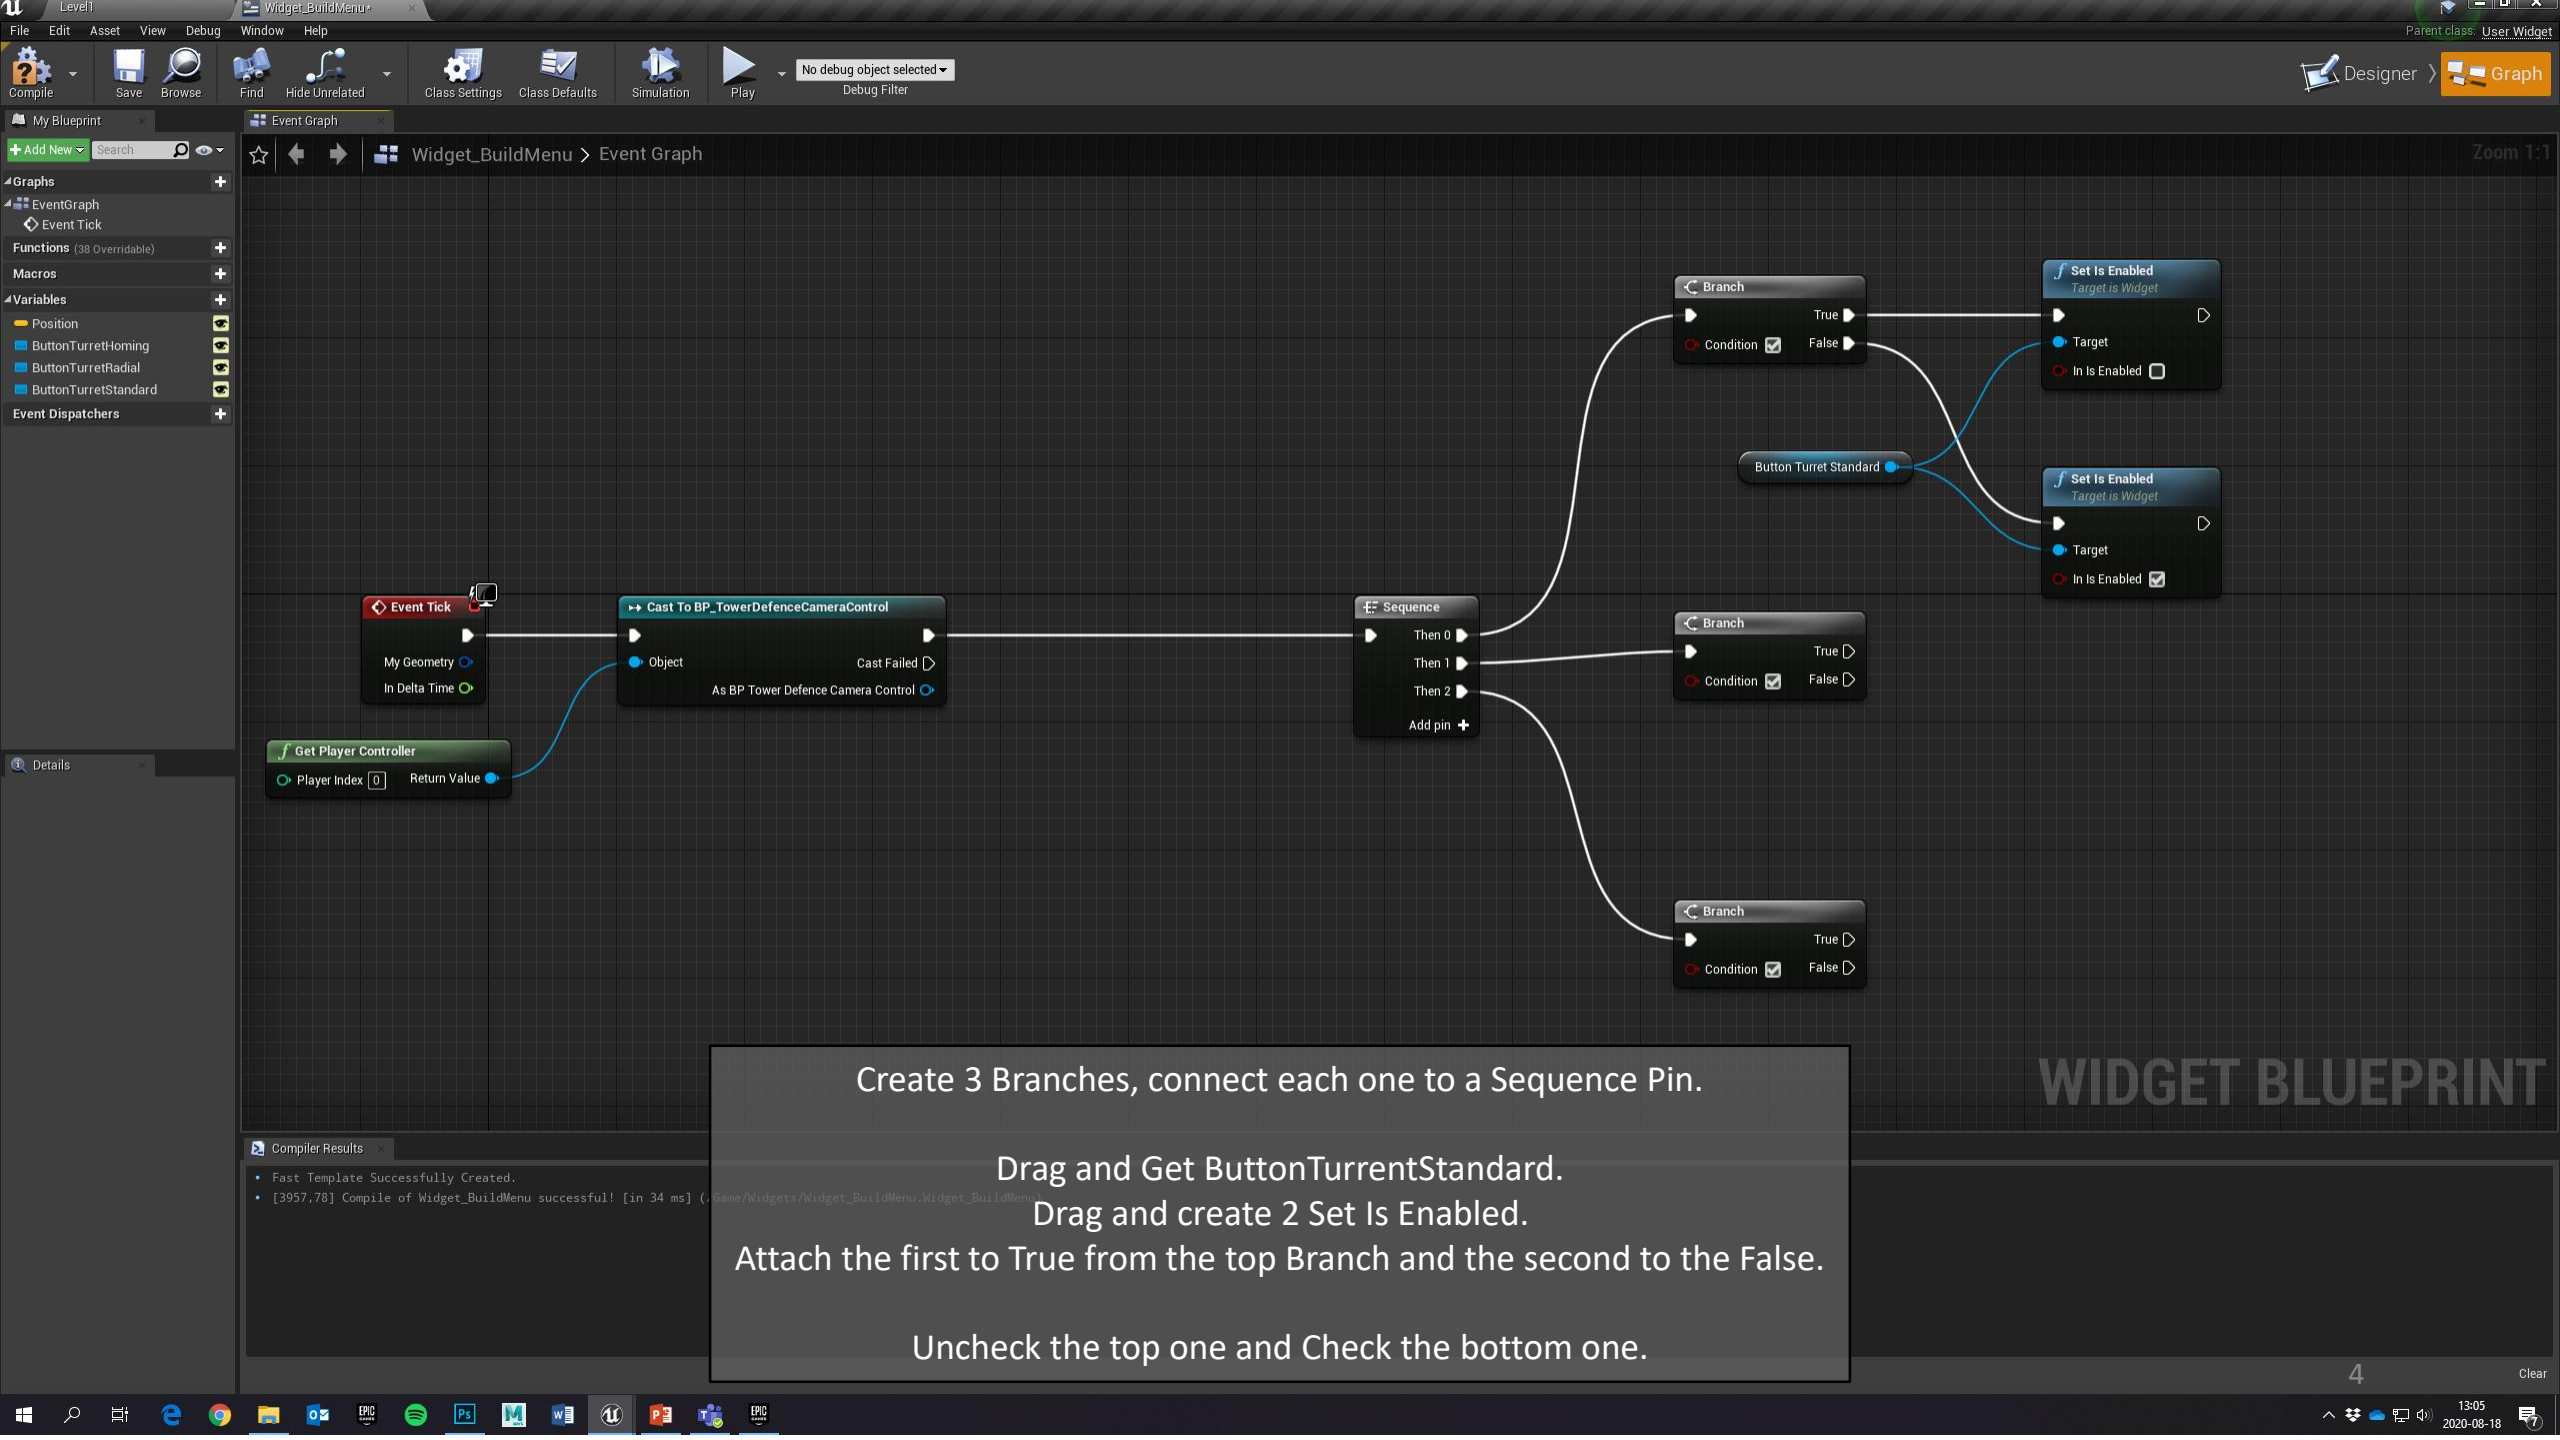 Level1
Widget_BuildMenu*
File Edit Asset View Debug Window Help
Parent class: User Widget
Compile
Save
Browse
Find
Hide Unrelated
Class Settings
Class Defaults
Simulation
Play
No debug object selected
Debug Filter
Designer
Graph
My Blueprint
Event Graph
Add New
Search
Widget_BuildMenu > Event Graph
Zoom 1:1
Graphs
EventGraph
Event Tick
Functions (38 Overridable)
Macros
Variables
Position
ButtonTurretHoming
ButtonTurretRadial
ButtonTurretStandard
Event Dispatchers
Details
Event Tick
My Geometry
In Delta Time
Get Player Controller
Player Index 0
Return Value
Cast To BP_TowerDefenceCameraControl
Object
Cast Failed
As BP Tower Defence Camera Control
Sequence
Then 0
Then 1
Then 2
Add pin
Branch
True
Condition
False
Button Turret Standard
Set Is Enabled
Target is Widget
Target
In Is Enabled
Set Is Enabled
Target is Widget
Target
In Is Enabled
Branch
True
Condition
False
Branch
True
Condition
False
WIDGET BLUEPRINT
Create 3 Branches, connect each one to a Sequence Pin.
Drag and Get ButtonTurrentStandard.
Drag and create 2 Set Is Enabled.
Attach the first to True from the top Branch and the second to the False.
Uncheck the top one and Check the bottom one.
Compiler Results
Fast Template Successfully Created.
[3957,78] Compile of Widget_BuildMenu successful! [in 34 ms] (/Game/Widgets/Widget_BuildMenu.Widget_BuildMenu)
4
Clear
EPIC GAMES
Ps
M
EPIC GAMES
13:05
2020-08-18
7